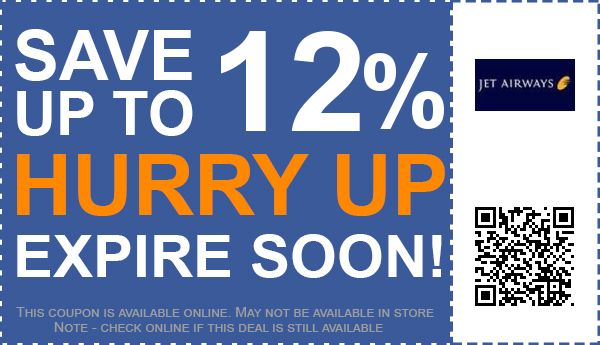 SAVE
UP TO
12%
HURRY UP
EXPIRE SOON!
THIS COUPON IS AVAILABLE ONLINE. MAY NOT BE AVAILABLE IN STORE
NOTE - CHECK ONLINE IF THIS DEAL IS STILL AVAILABLE
JET AIRWAYS